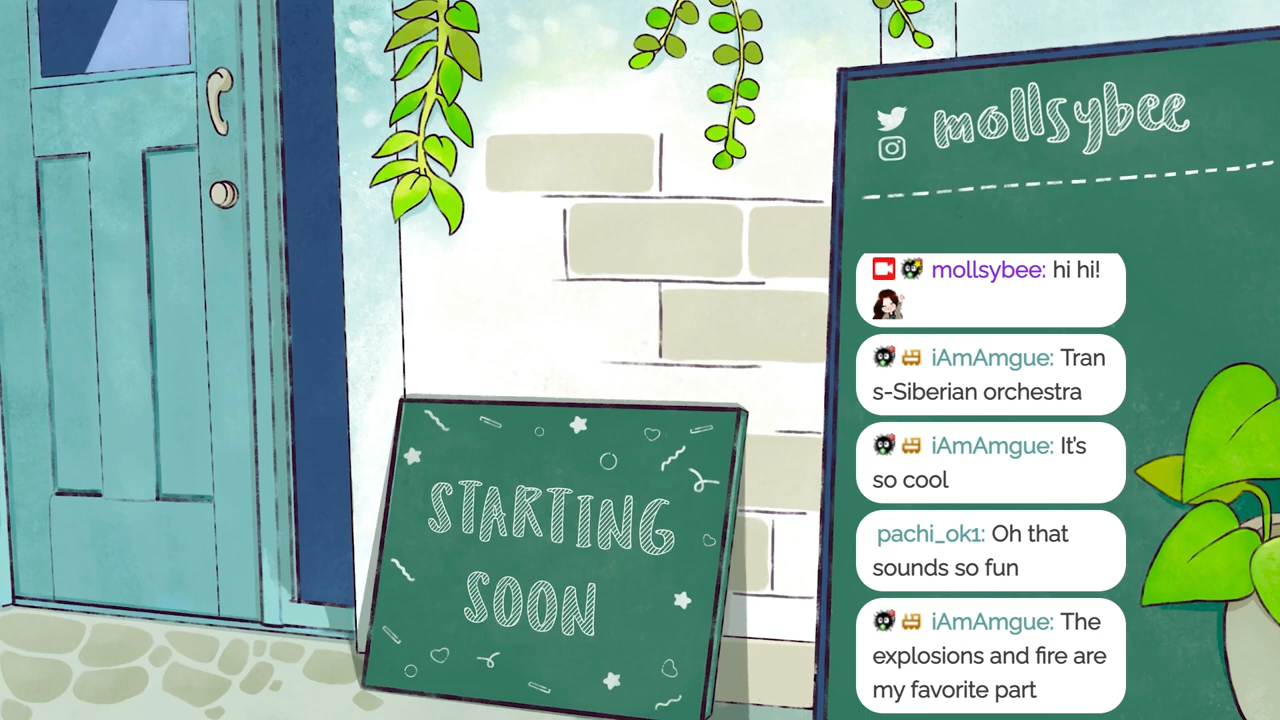 mollsybee
mollsybee: hi hi!
iAmAmgue: Tran
s-Siberian orchestra
iAmAmgue: It's
so cool
pachi_ok1: Oh that
sounds so fun
iAmAmgue: The
explosions and fire are
my favorite part
STARTING
SOON